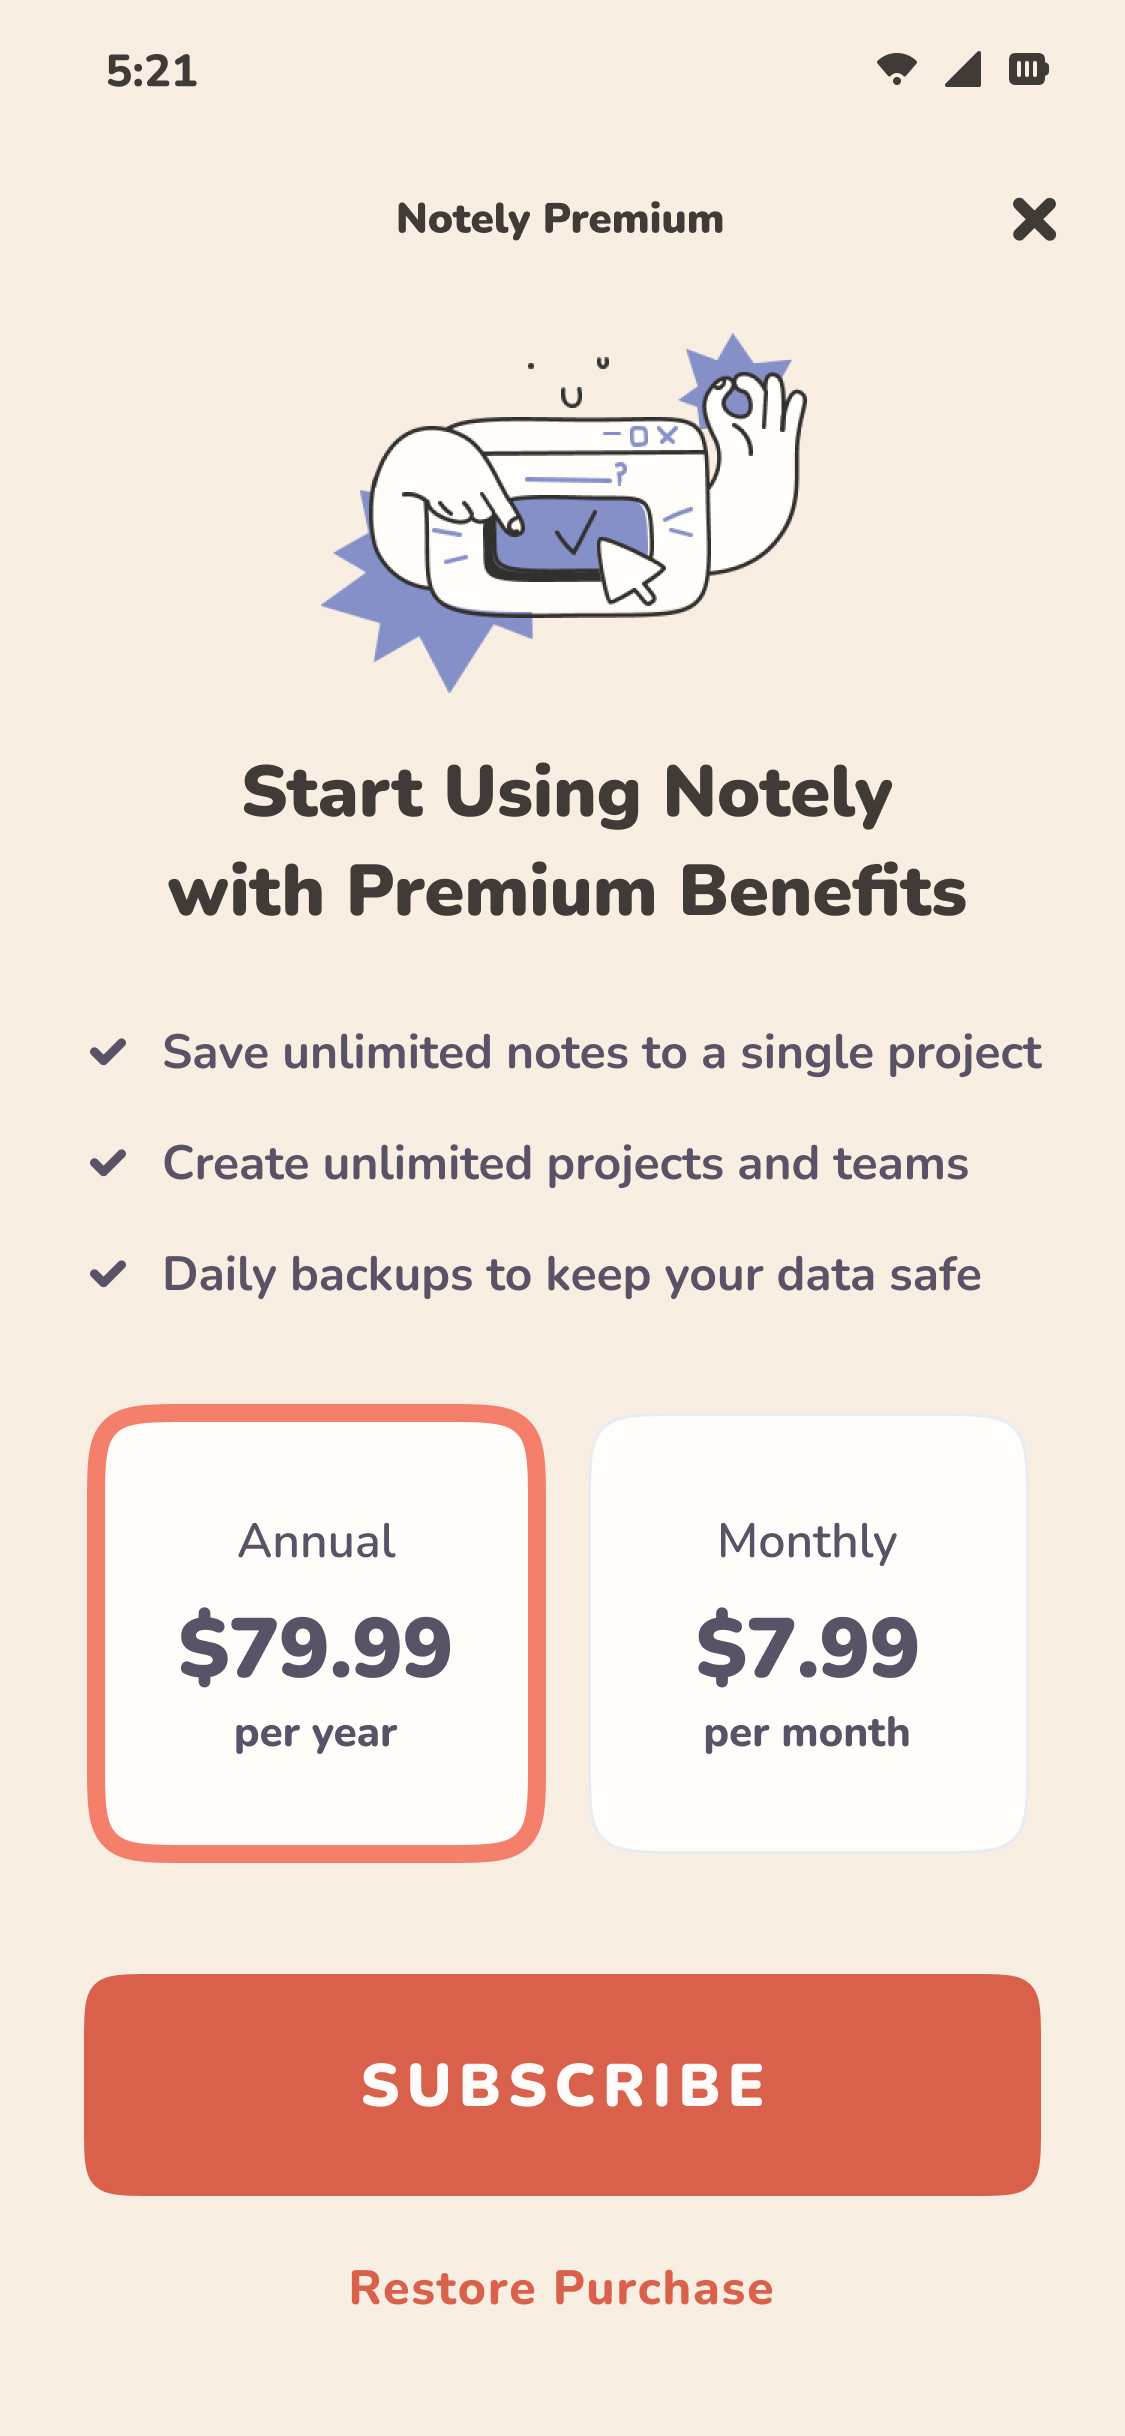 5:21
Notely Premium
?
Start Using Notely
with Premium Benefits
Save unlimited notes to a single project
Create unlimited projects and teams
Daily backups to keep your data safe
Annual
$79.99
per year
Monthly
$7.99
per month
SUBSCRIBE
Restore Purchase